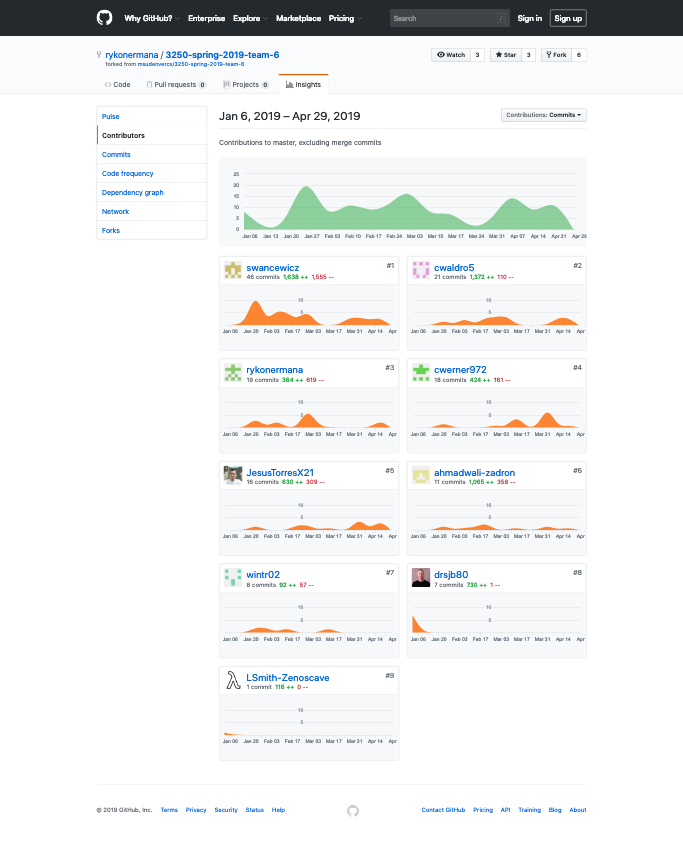 Why GitHub? Enterprise Explore Marketplace Pricing Search / Sign in Sign up
rykonermana / 3250-spring-2019-team-6
forked from msudenvercs/3250-spring-2019-team-6
Watch 3 Star 3 Fork 6
Code Pull requests 0 Projects 0 Insights
Pulse
Contributors
Commits
Code frequency
Dependency graph
Network
Forks
Jan 6, 2019 – Apr 29, 2019
Contributions: Commits
Contributions to master, excluding merge commits
25
20
15
10
5
0
Jan 06 Jan 13 Jan 20 Jan 27 Feb 03 Feb 10 Feb 17 Feb 24 Mar 03 Mar 10 Mar 17 Mar 24 Mar 31 Apr 07 Apr 14 Apr 21 Apr 28
swancewicz #1
46 commits 1,638 ++ 1,555 --
10
5
Jan 06 Jan 20 Feb 03 Feb 17 Mar 03 Mar 17 Mar 31 Apr 14 Apr
cwaldro5 #2
21 commits 1,372 ++ 110 --
10
5
Jan 06 Jan 20 Feb 03 Feb 17 Mar 03 Mar 17 Mar 31 Apr 14 Apr
rykonermana #3
19 commits 384 ++ 619 --
10
5
Jan 06 Jan 20 Feb 03 Feb 17 Mar 03 Mar 17 Mar 31 Apr 14 Apr
cwerner972 #4
18 commits 424 ++ 161 --
10
5
Jan 06 Jan 20 Feb 03 Feb 17 Mar 03 Mar 17 Mar 31 Apr 14 Apr
JesusTorresX21 #5
16 commits 630 ++ 309 --
10
5
Jan 06 Jan 20 Feb 03 Feb 17 Mar 03 Mar 17 Mar 31 Apr 14 Apr
ahmadwali-zadron #6
11 commits 1,065 ++ 358 --
10
5
Jan 06 Jan 20 Feb 03 Feb 17 Mar 03 Mar 17 Mar 31 Apr 14 Apr
wintr02 #7
8 commits 92 ++ 57 --
10
5
Jan 06 Jan 20 Feb 03 Feb 17 Mar 03 Mar 17 Mar 31 Apr 14 Apr
drsjb80 #8
7 commits 730 ++ 1 --
10
5
Jan 06 Jan 20 Feb 03 Feb 17 Mar 03 Mar 17 Mar 31 Apr 14 Apr
LSmith-Zenoscave #9
1 commit 116 ++ 0 --
10
5
Jan 06 Jan 20 Feb 03 Feb 17 Mar 03 Mar 17 Mar 31 Apr 14 Apr
© 2019 GitHub, Inc. Terms Privacy Security Status Help Contact GitHub Pricing API Training Blog About